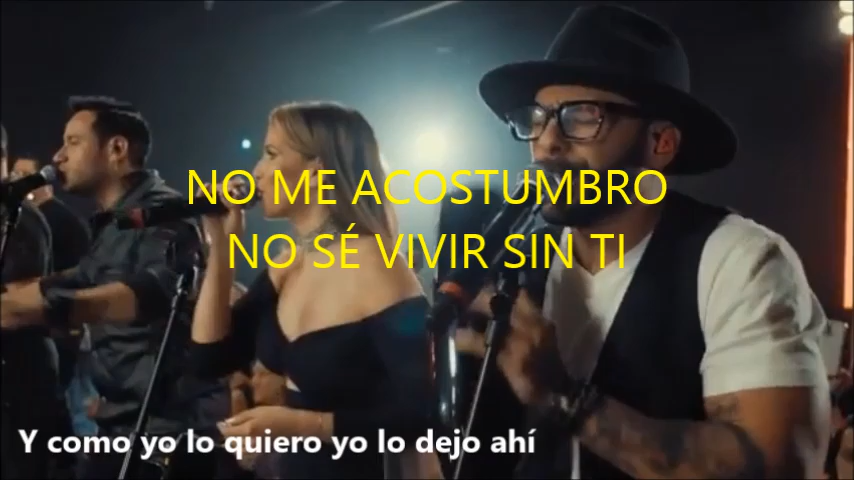 NO ME ACOSTUMBRO
NO SÉ VIVIR SIN TI
Y como yo lo quiero yo lo dejo ahí